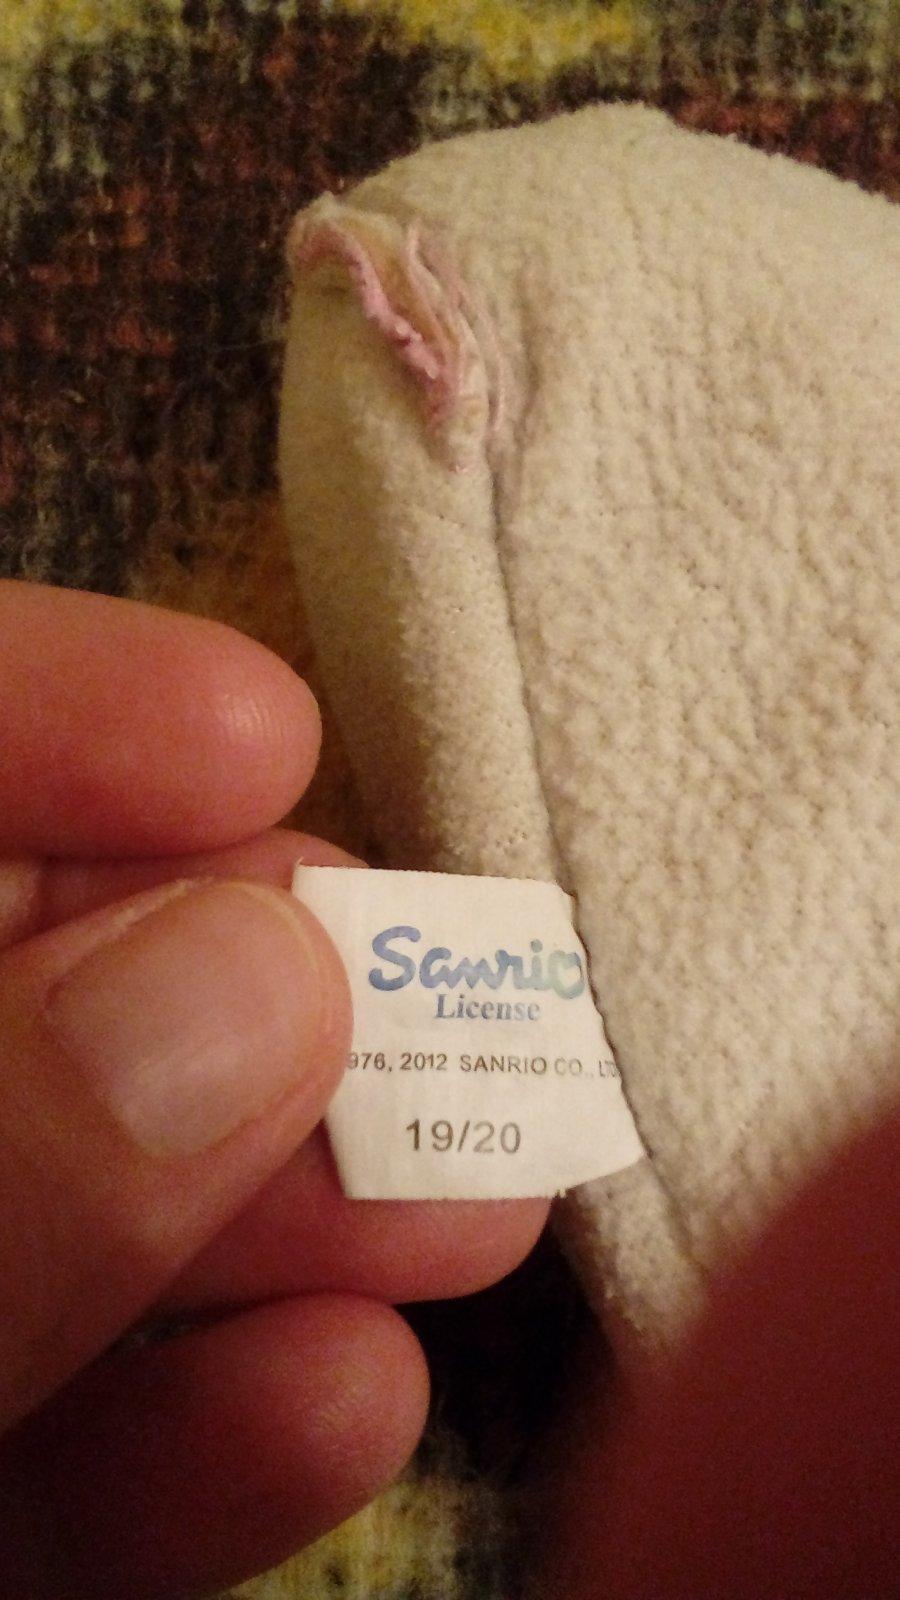 Sanrio
License
976, 2012 SANRIO CO., LTD
19/20